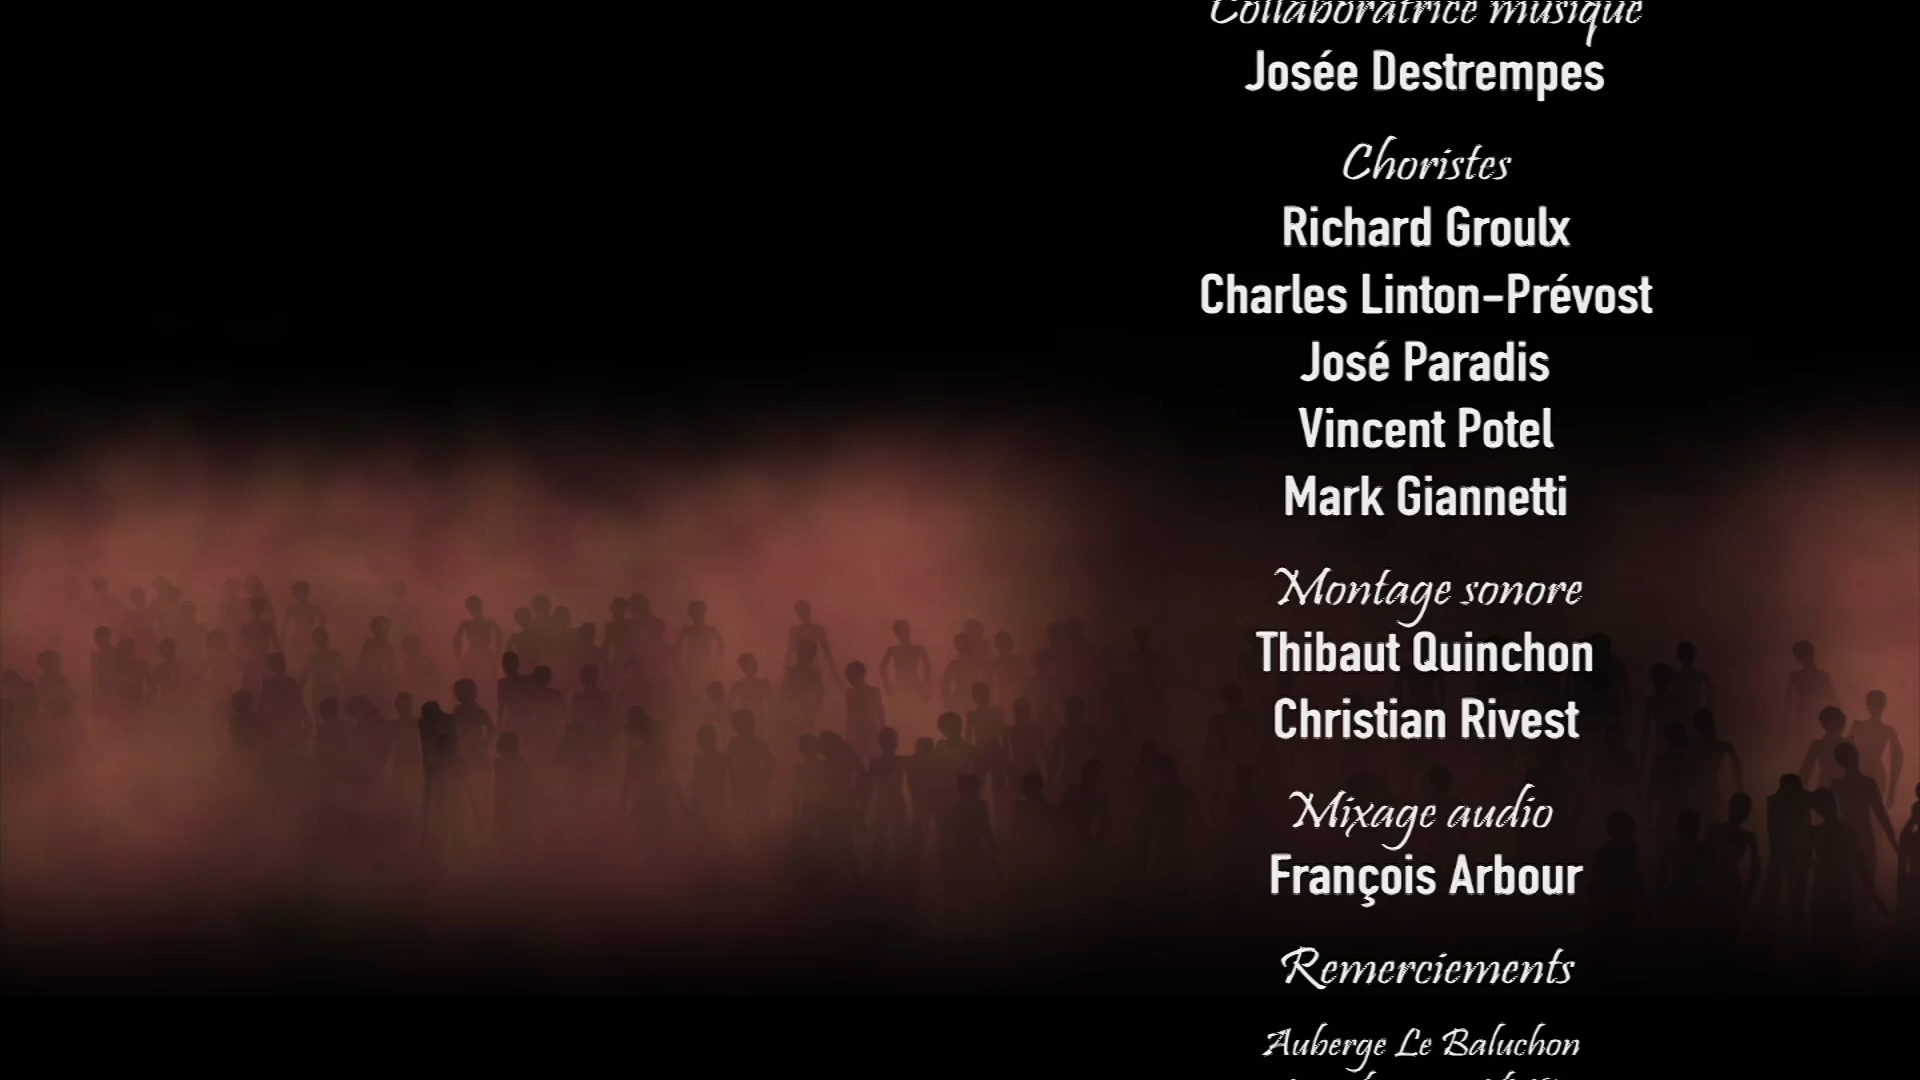 Collaboratrice musique
Josée Destrempes
Choristes
Richard Groulx
Charles Linton-Prévost
José Paradis
Vincent Potel
Mark Giannetti
Montage sonore
Thibaut Quinchon
Christian Rivest
Mixage audio
François Arbour
Remerciements
Auberge Le Baluchon